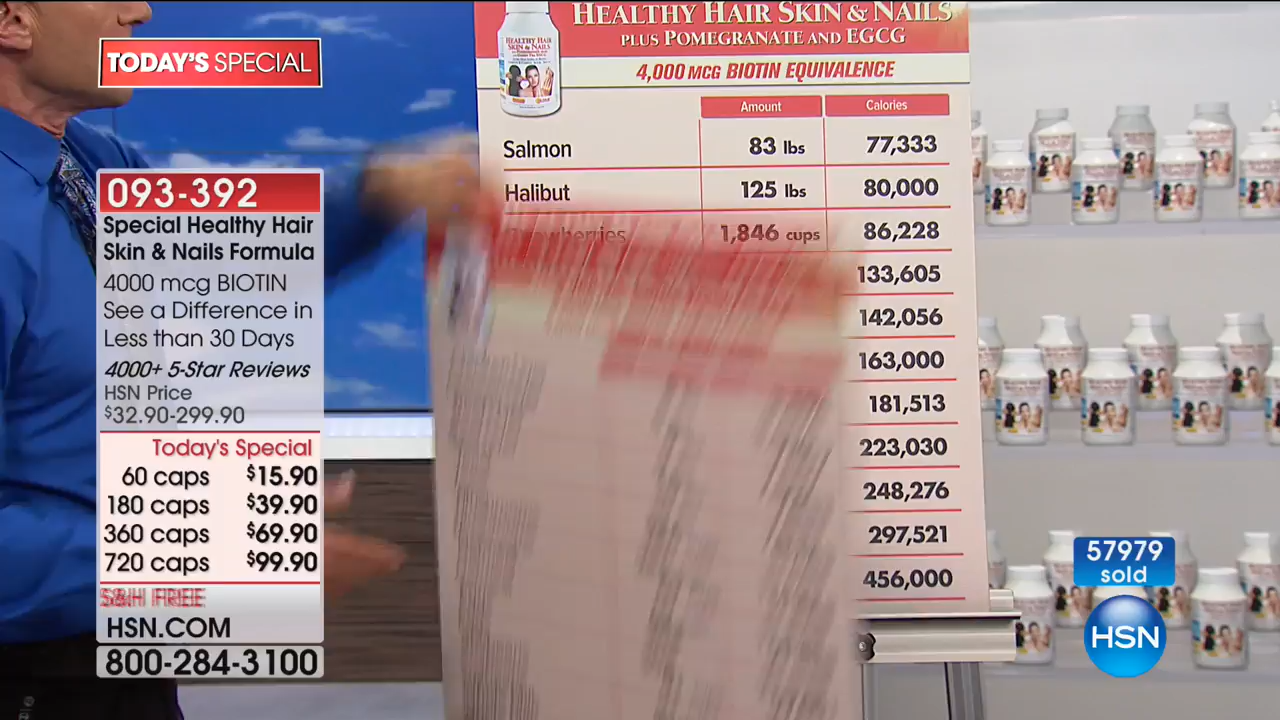 TODAY'S SPECIAL
093-392
Special Healthy Hair
Skin & Nails Formula
4000 mcg BIOTIN
See a Difference in
Less than 30 Days
4000+ 5-Star Reviews
HSN Price
$32.90-299.90
Today's Special
60 caps $15.90
180 caps $39.90
360 caps $69.90
720 caps $99.90
S&H FREE
HSN.COM
800-284-3100
HEALTHY HAIR SKIN & NAILS
PLUS POMEGRANATE AND EGCG
4,000 MCG BIOTIN EQUIVALENCE
HEALTHY HAIR
SKIN & NAILS
Amount Calories
Salmon 83 lbs 77,333
Halibut 125 lbs 80,000
Strawberries 1,846 cups 86,228
133,605
142,056
163,000
181,513
223,030
248,276
297,521
456,000
57979
sold
HSN